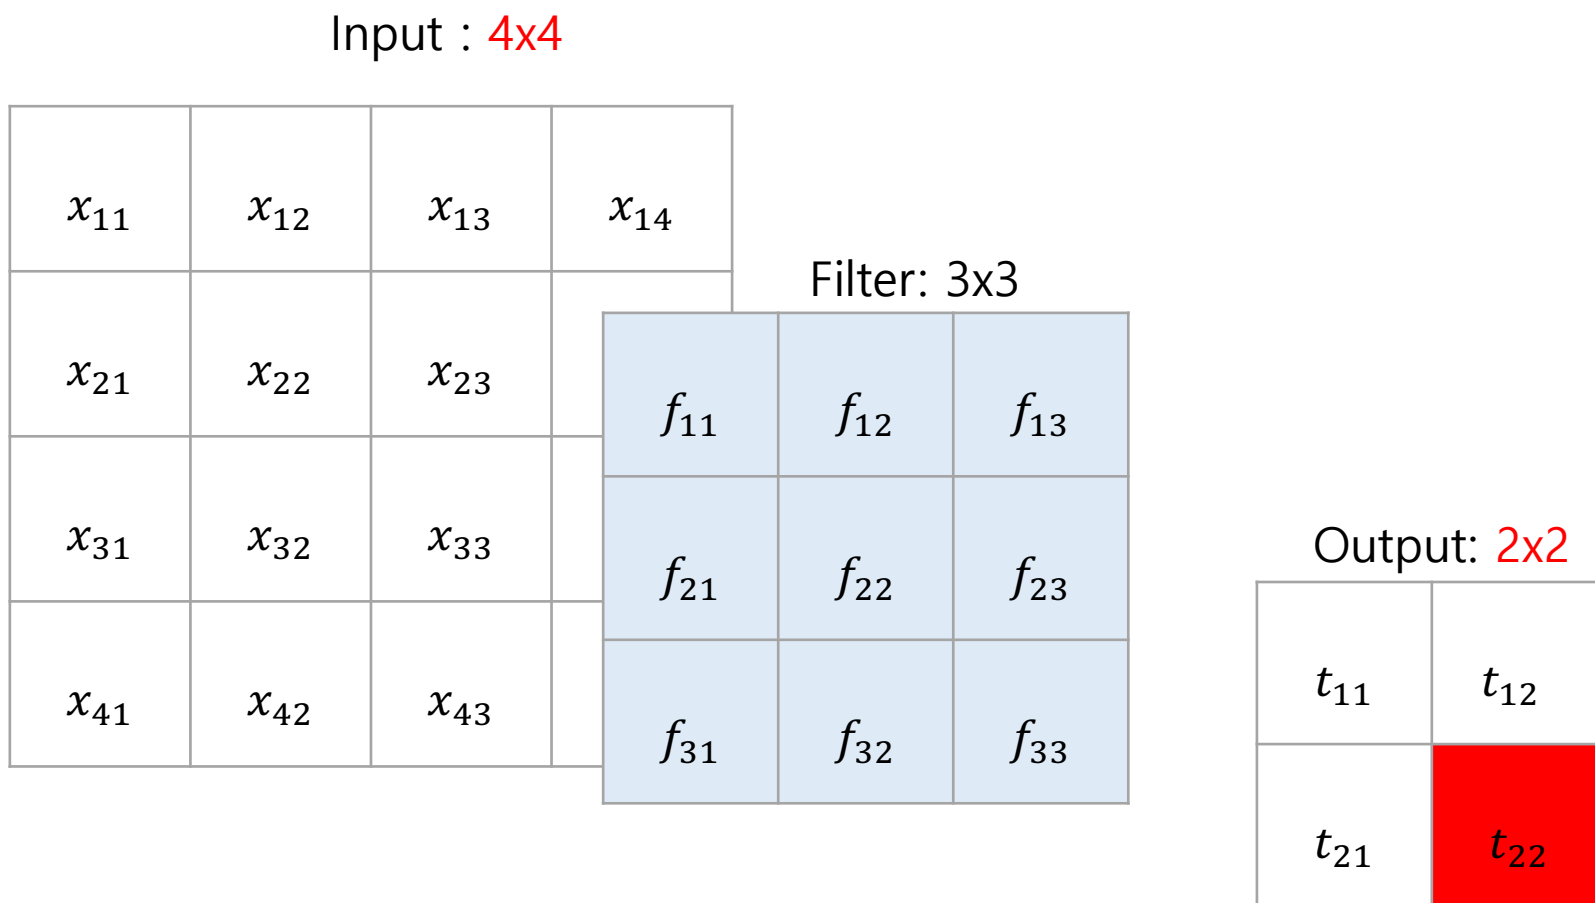 Input : 4x4
x₁₁ x₁₂ x₁₃ x₁₄
x₂₁ x₂₂ x₂₃
x₃₁ x₃₂ x₃₃
x₄₁ x₄₂ x₄₃
Filter: 3x3
f₁₁ f₁₂ f₁₃
f₂₁ f₂₂ f₂₃
f₃₁ f₃₂ f₃₃
Output: 2x2
t₁₁ t₁₂
t₂₁ t₂₂